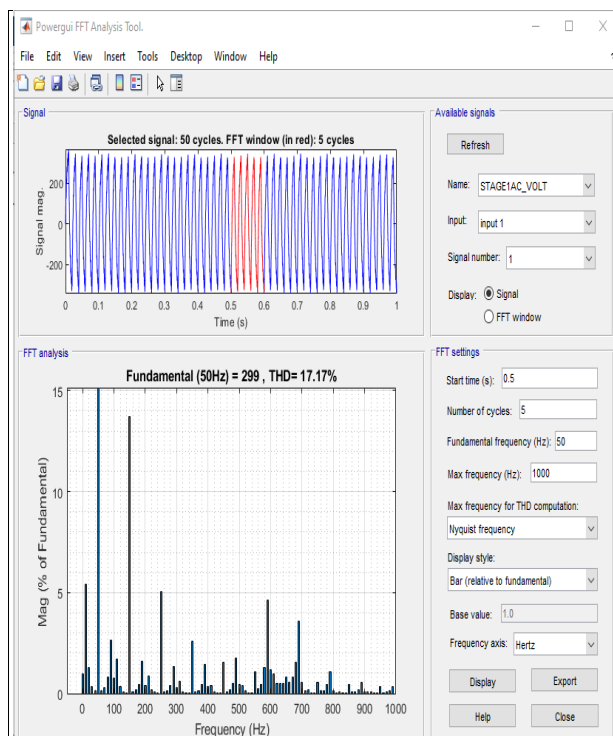 Powergui FFT Analysis Tool.
File Edit View Insert Tools Desktop Window Help
Signal
Selected signal: 50 cycles. FFT window (in red): 5 cycles
Signal mag.
200
0
-200
0 0.1 0.2 0.3 0.4 0.5 0.6 0.7 0.8 0.9 1
Time (s)
Available signals
Refresh
Name: STAGE1AC_VOLT
Input: input 1
Signal number: 1
Display: Signal
FFT window
FFT analysis
Fundamental (50Hz) = 299 , THD= 17.17%
Mag (% of Fundamental)
15
10
5
0
0 100 200 300 400 500 600 700 800 900 1000
Frequency (Hz)
FFT settings
Start time (s): 0.5
Number of cycles: 5
Fundamental frequency (Hz): 50
Max frequency (Hz): 1000
Max frequency for THD computation:
Nyquist frequency
Display style:
Bar (relative to fundamental)
Base value: 1.0
Frequency axis: Hertz
Display Export
Help Close